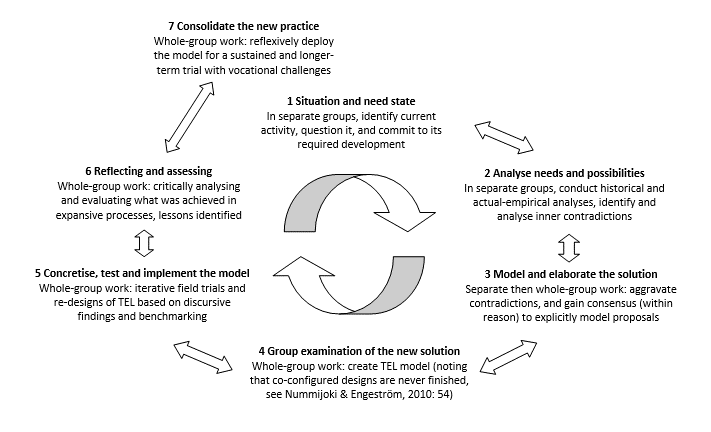 7 Consolidate the new practice
Whole-group work: reflexively deploy
the model for a sustained and longer-
term trial with vocational challenges
1 Situation and need state
In separate groups, identify current
activity, question it, and commit to its
required development
2 Analyse needs and possibilities
In separate groups, conduct historical and
actual-empirical analyses, identify and
analyse inner contradictions
3 Model and elaborate the solution
Separate then whole-group work: aggravate
contradictions, and gain consensus (within
reason) to explicitly model proposals
4 Group examination of the new solution
Whole-group work: create TEL model (noting
that co-configured designs are never finished,
see Nummijoki & Engeström, 2010: 54)
5 Concretise, test and implement the model
Whole-group work: iterative field trials and
re-designs of TEL based on discursive
findings and benchmarking
6 Reflecting and assessing
Whole-group work: critically analysing
and evaluating what was achieved in
expansive processes, lessons identified